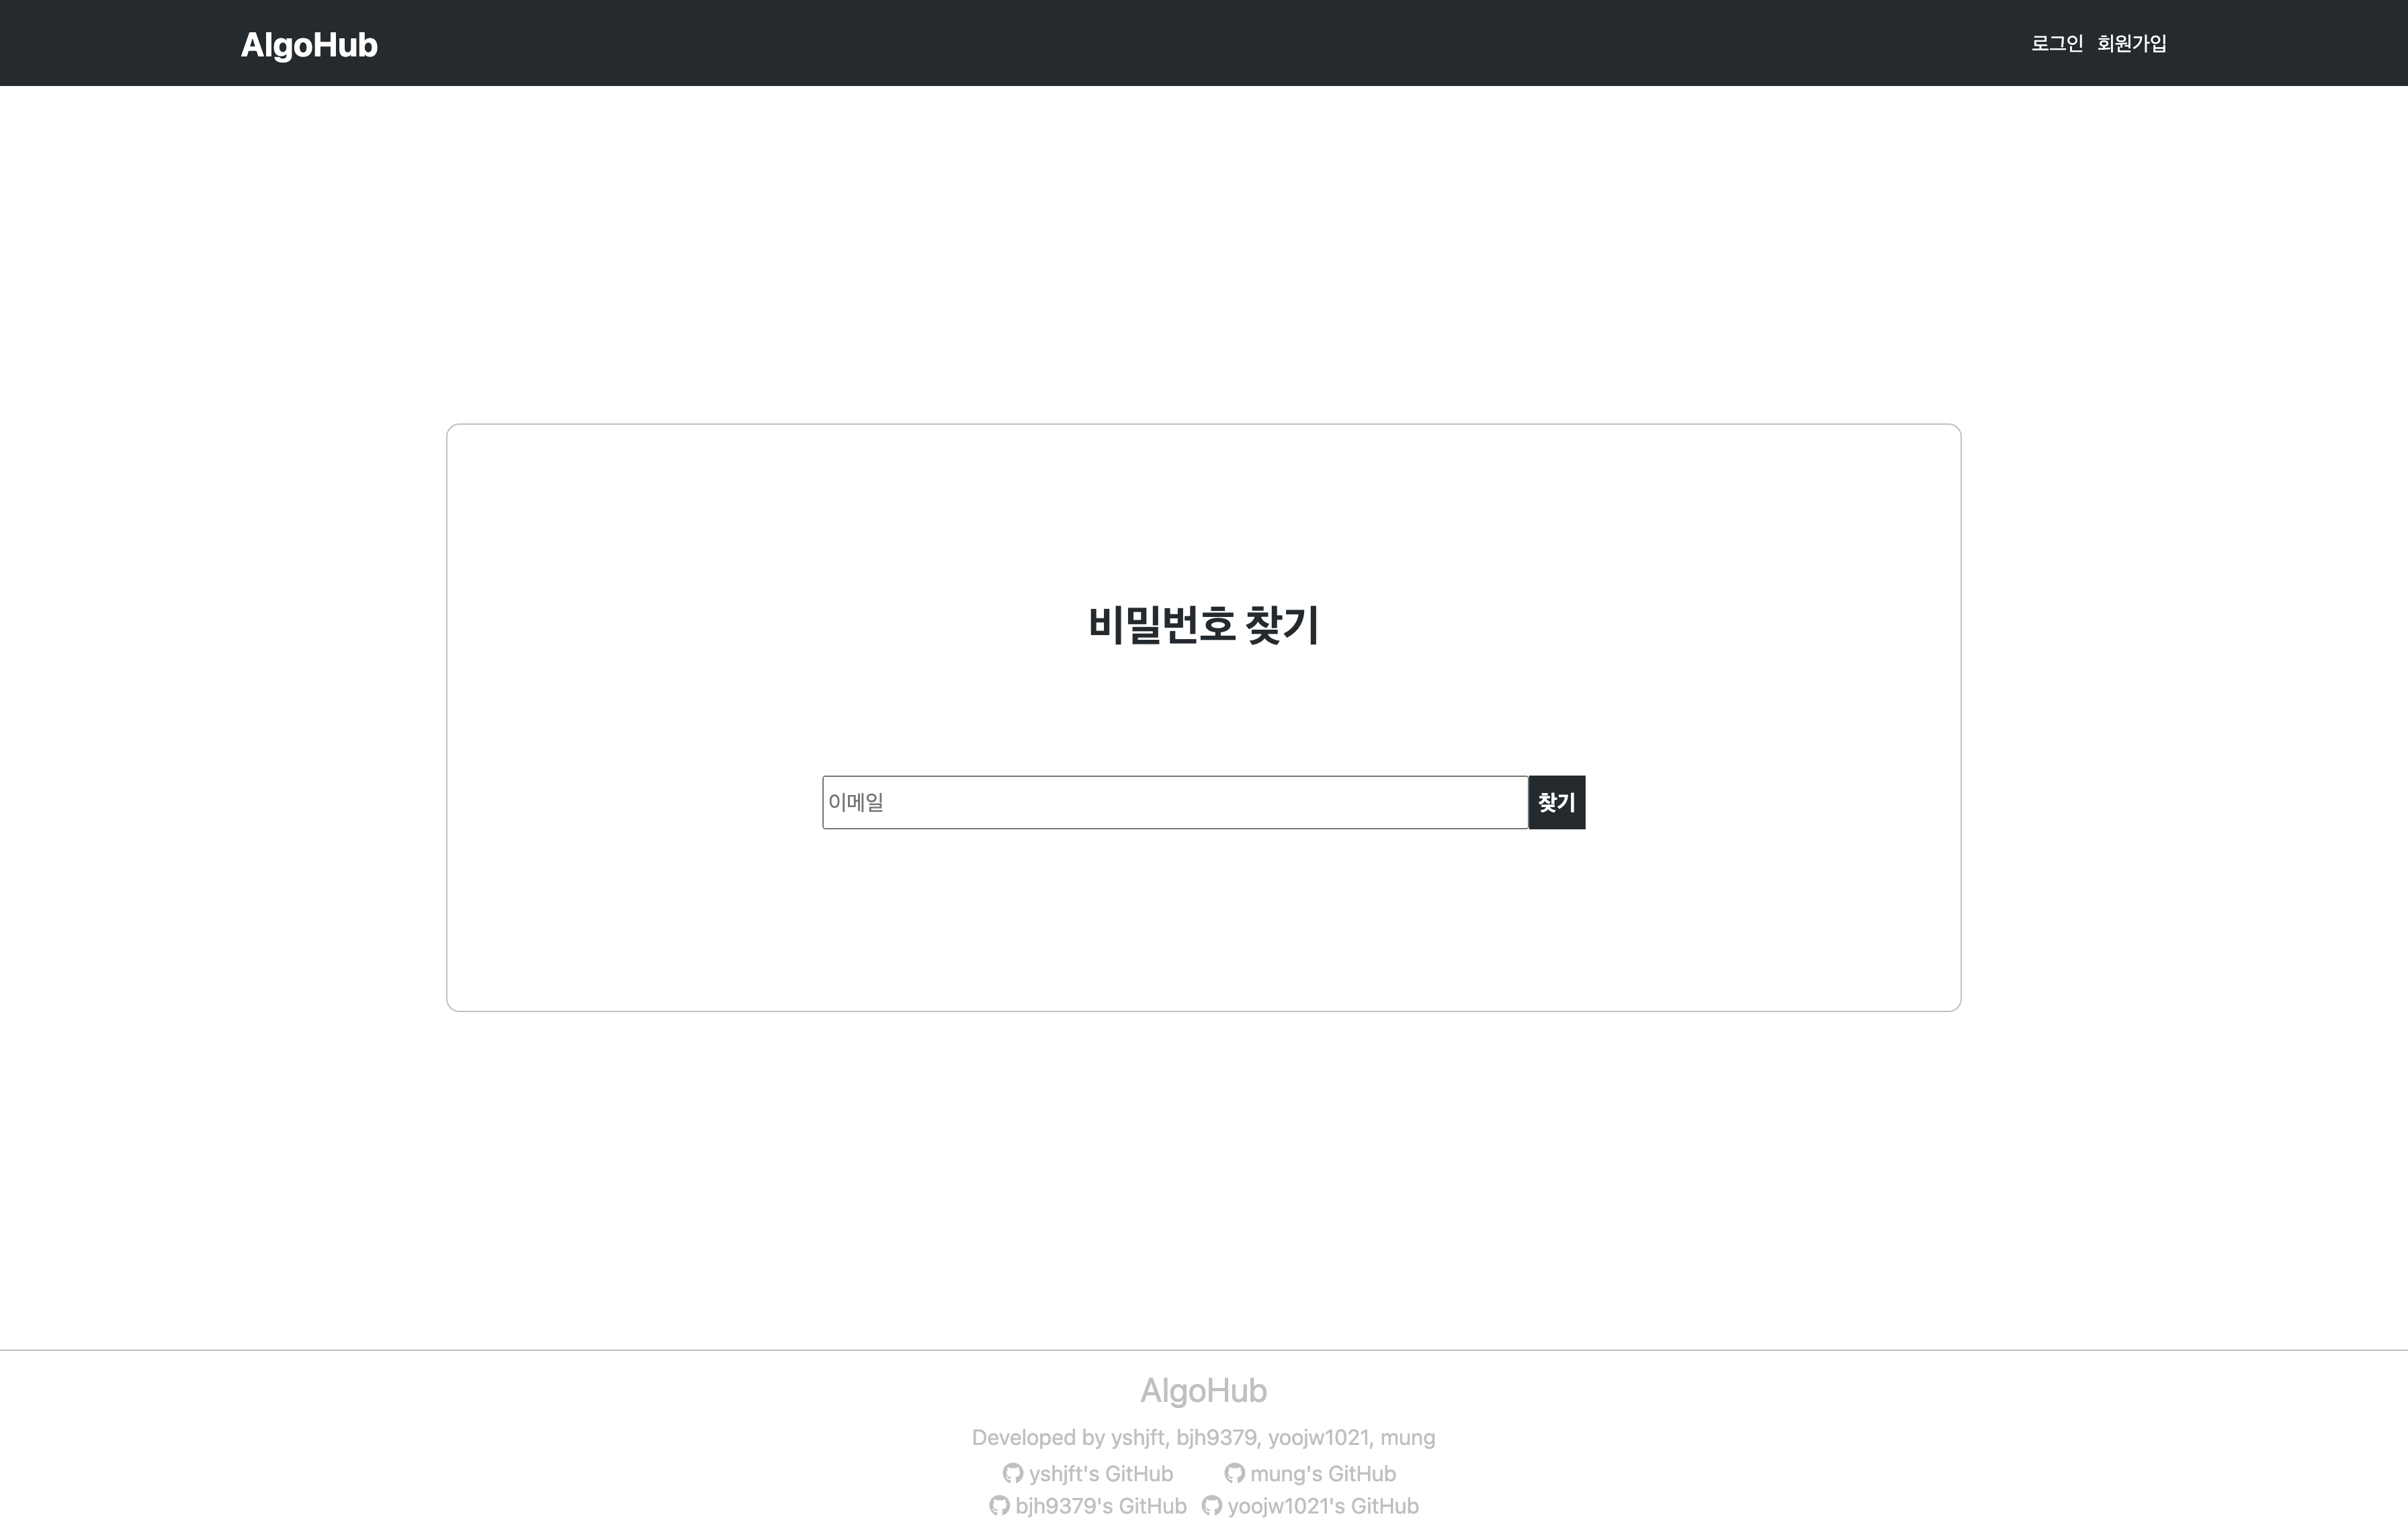 AlgoHub
로그인 회원가입
비밀번호 찾기
이메일 찾기
AlgoHub
Developed by yshjft, bjh9379, yoojw1021, mung
yshjft's GitHub mung's GitHub
bjh9379's GitHub yoojw1021's GitHub